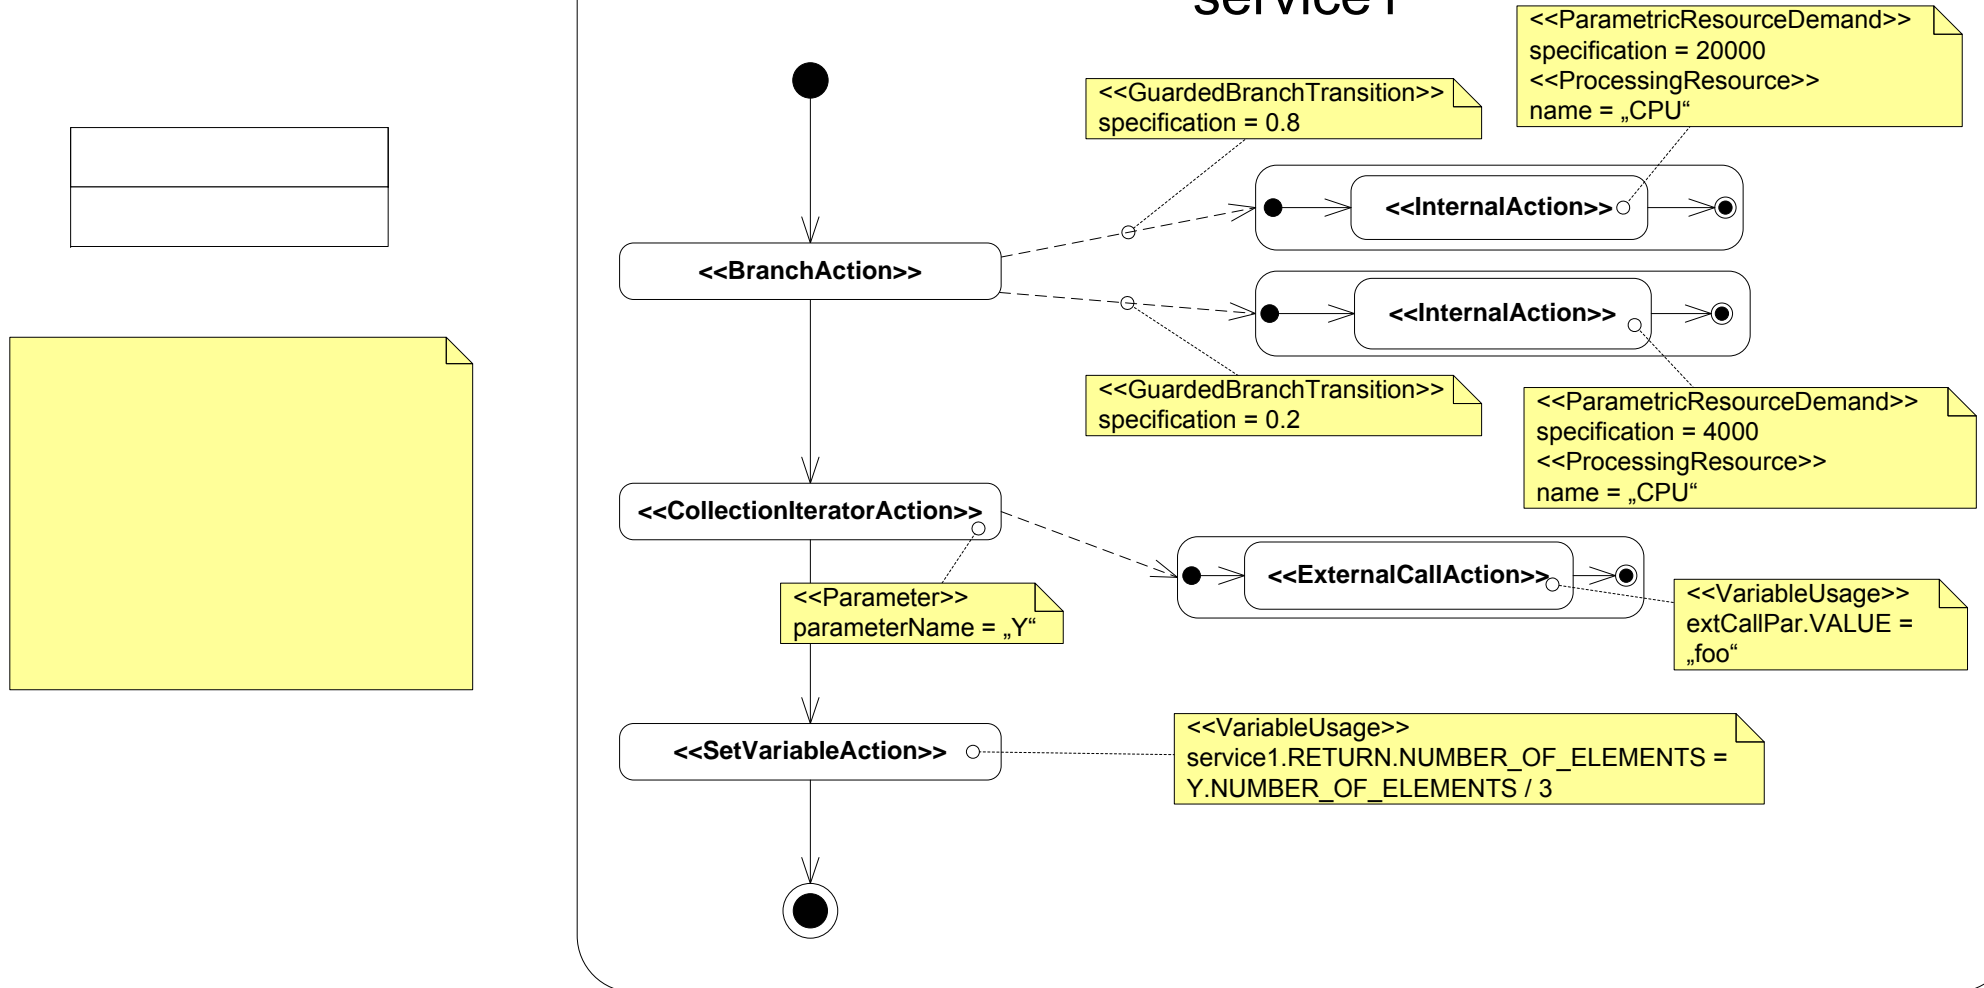 service1
<<ParametricResourceDemand>>
specification = 20000
<<ProcessingResource>>
name = „CPU“
<<GuardedBranchTransition>>
specification = 0.8
<<InternalAction>>
<<BranchAction>>
<<InternalAction>>
<<GuardedBranchTransition>>
specification = 0.2
<<ParametricResourceDemand>>
specification = 4000
<<ProcessingResource>>
name = „CPU“
<<CollectionIteratorAction>>
<<ExternalCallAction>>
<<Parameter>>
parameterName = „Y“
<<VariableUsage>>
extCallPar.VALUE =
„foo“
<<SetVariableAction>>
<<VariableUsage>>
service1.RETURN.NUMBER_OF_ELEMENTS =
Y.NUMBER_OF_ELEMENTS / 3